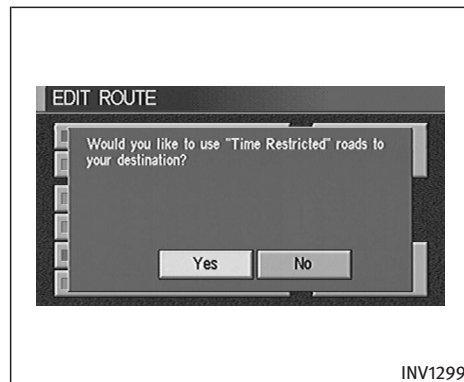 EDIT ROUTE
Would you like to use "Time Restricted" roads to
your destination?
Yes
No
INV1299